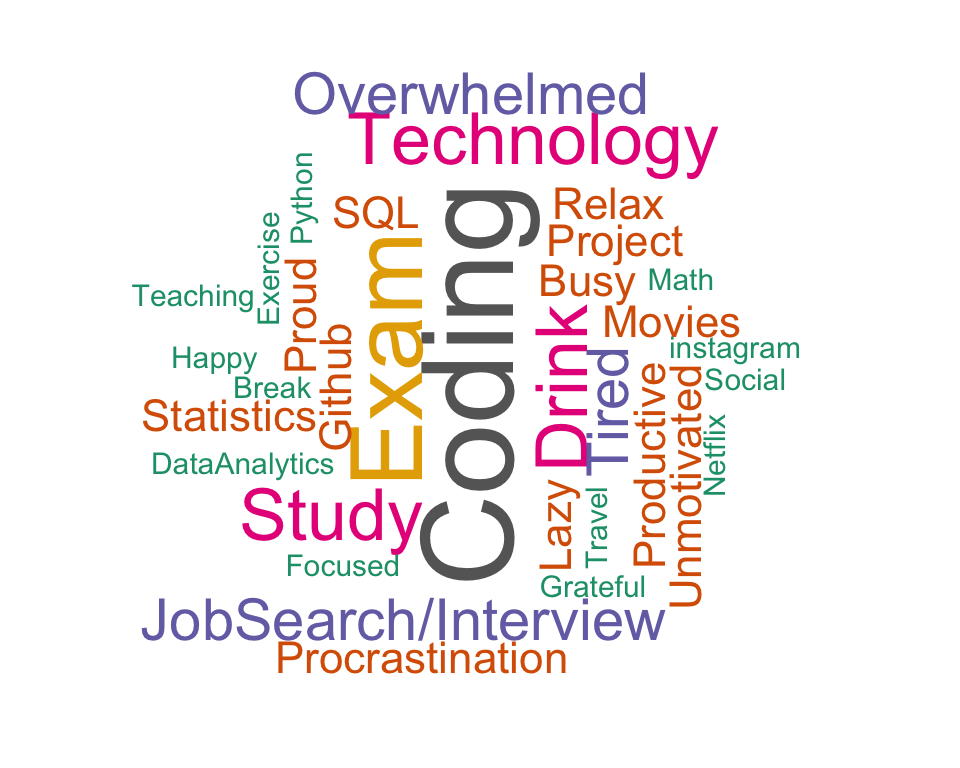 Overwhelmed
Technology
Python
SQL
Relax
Exercise
Project
Exam
Coding
Proud
Busy
Math
Teaching
Movies
Drink
Github
instagram
Happy
Tired
Break
Social
Productive
Unmotivated
Statistics
Netflix
DataAnalytics
Study
Lazy
Travel
Focused
Grateful
JobSearch/Interview
Procrastination